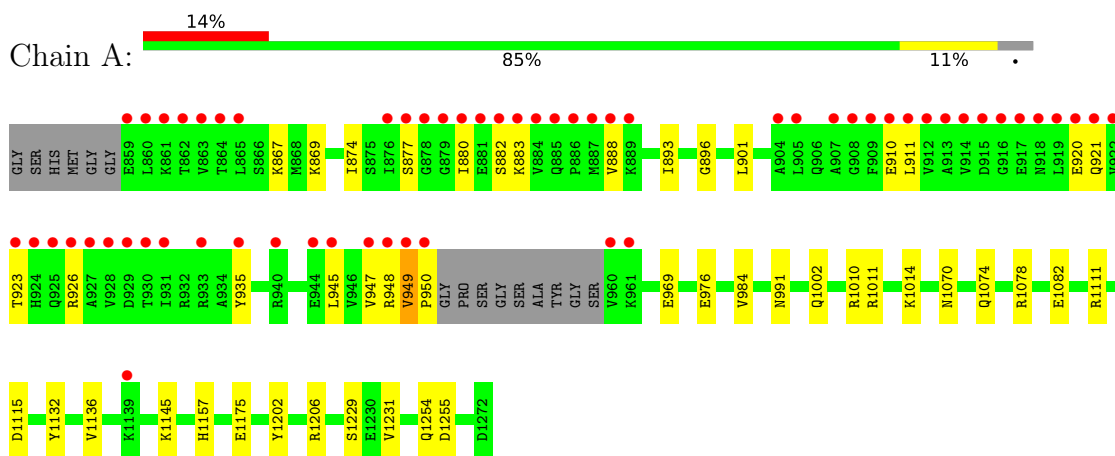 14%
Chain A:
85% 11% •
GLY SER HIS MET GLY GLY E859 L860 K861 T862 V863 T864 L865 S866 K867 M868 K869 I874 S875 I876 S877 G878 G879 I880 E881 S882 K883 V884 Q885 P886 M887 V888 K889 I893 G896 L901 A904 L905 Q906 A907 G908 F909 E910 L911 V912 A913 V914 D915 G916 E917 N918 L919 E920 Q921
T923 H924 Q925 R926 A927 V928 D929 T930 I931 R932 R933 A934 Y935 R940 E944 L945 V946 V947 R948 V949 P950 GLY PRO SER GLY SER ALA TYR GLY SER V960 K961 E969 E976 V984 N991 Q1002 R1010 R1011 K1014 N1070 Q1074 R1078 E1082 R1111
D1115 Y1132 V1136 K1139 K1145 H1157 E1175 Y1202 R1206 S1229 E1230 V1231 Q1254 D1255 D1272